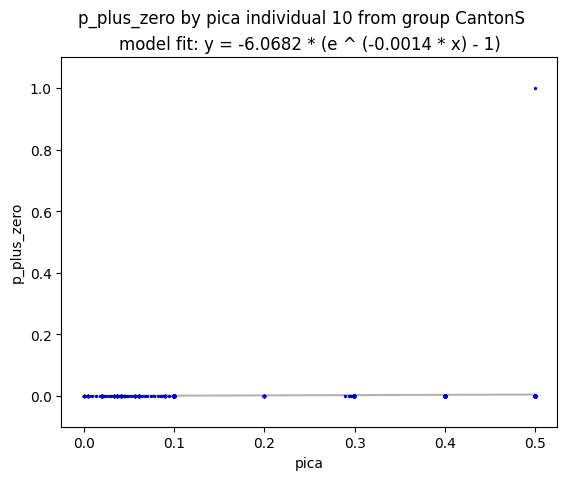 p_plus_zero by pica individual 10 from group CantonS
model fit: y = -6.0682 * (e ^ (-0.0014 * x) - 1)
1.0
0.8
0.6
0.4
0.2
0.0
p_plus_zero
0.0 0.1 0.2 0.3 0.4 0.5
pica